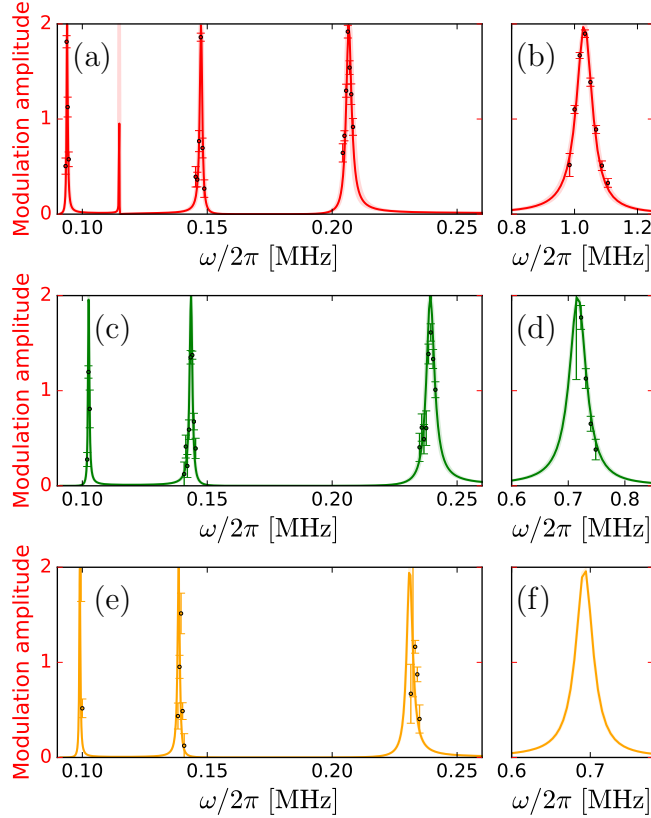 Modulation amplitude
2
1
0
(a)
(b)
0.10 0.15 0.20 0.25
0.8 1.0 1.2
ω/2π [MHz]
ω/2π [MHz]
Modulation amplitude
2
1
0
(c)
(d)
0.10 0.15 0.20 0.25
0.6 0.7 0.8
ω/2π [MHz]
ω/2π [MHz]
Modulation amplitude
2
1
0
(e)
(f)
0.10 0.15 0.20 0.25
0.6 0.7
ω/2π [MHz]
ω/2π [MHz]